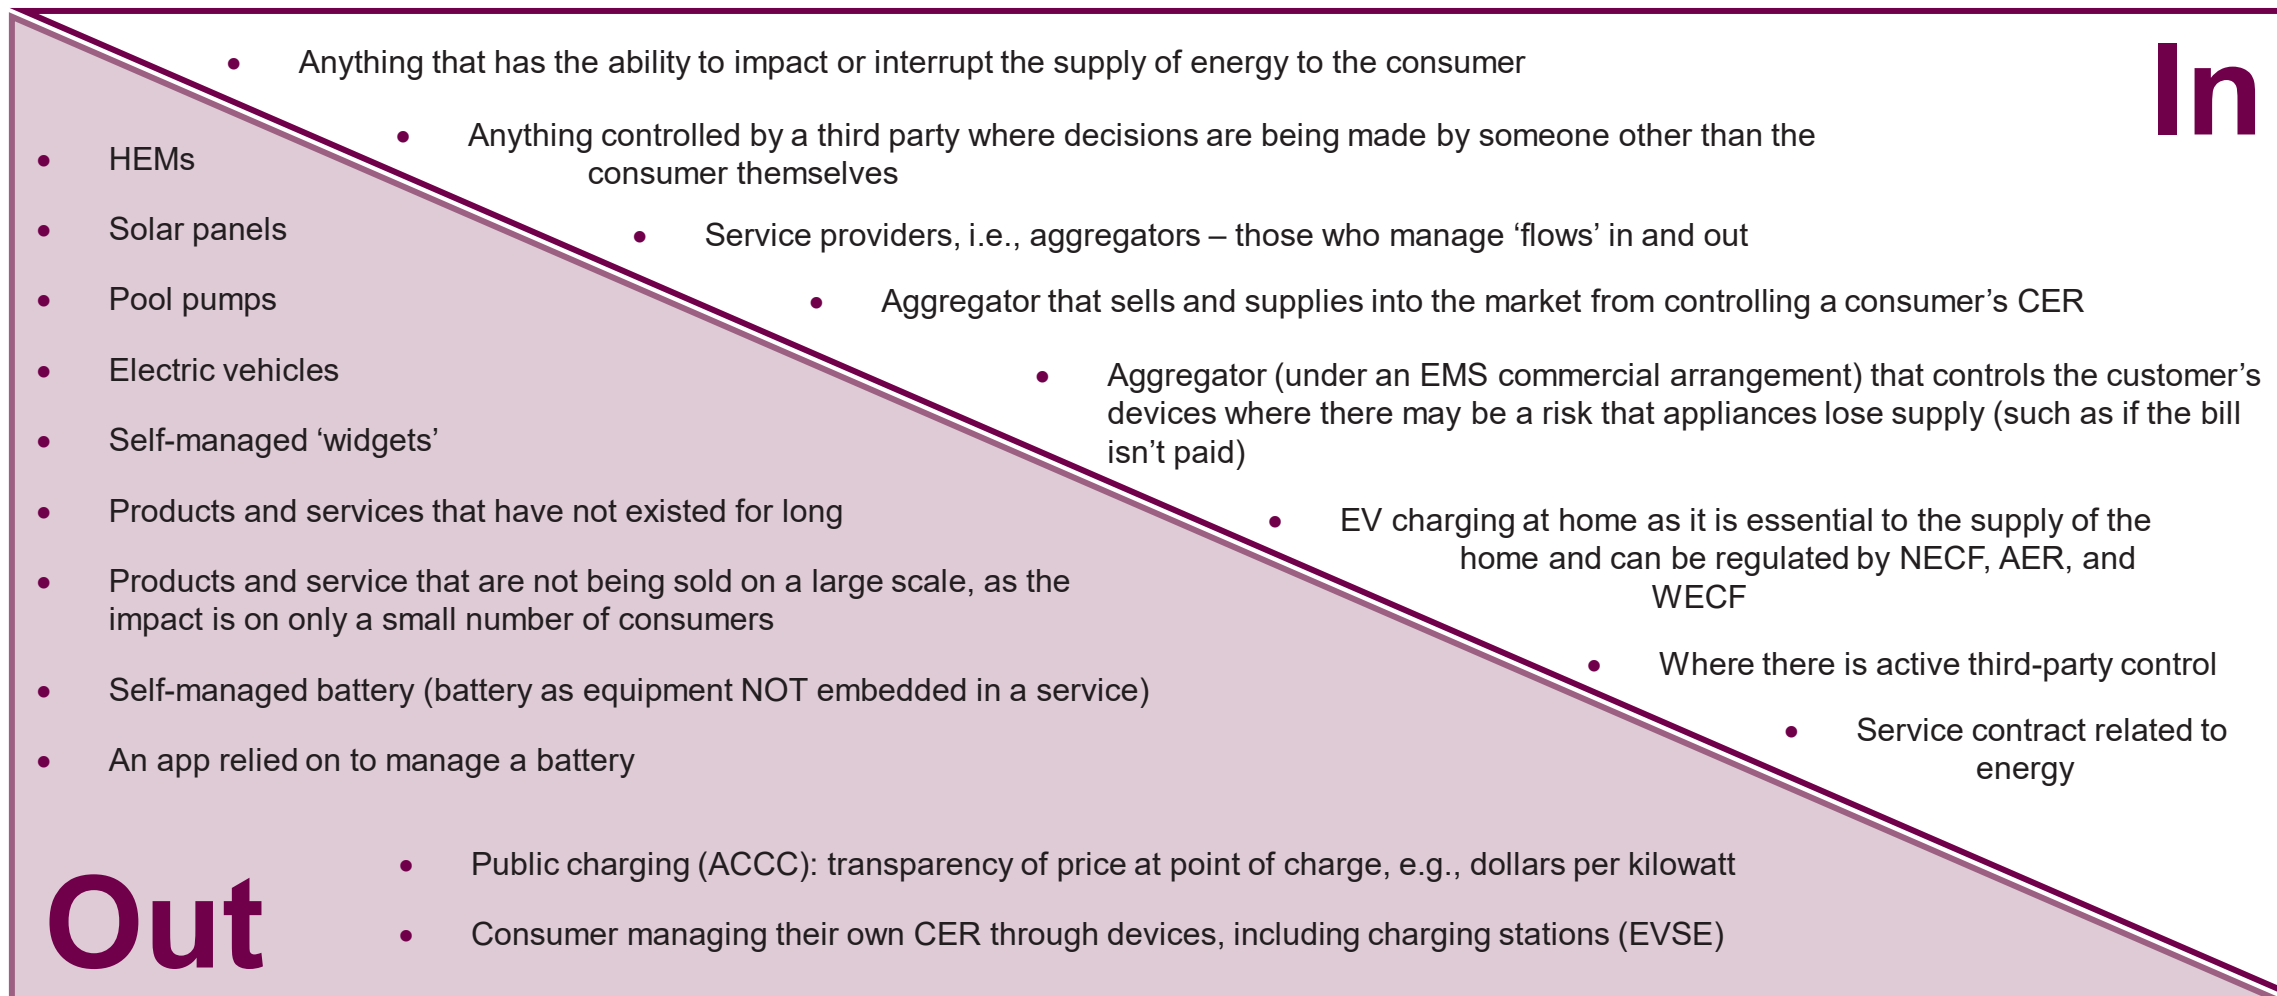 In
Anything that has the ability to impact or interrupt the supply of energy to the consumer
Anything controlled by a third party where decisions are being made by someone other than the
consumer themselves
Service providers, i.e., aggregators – those who manage ‘flows’ in and out
Aggregator that sells and supplies into the market from controlling a consumer’s CER
Aggregator (under an EMS commercial arrangement) that controls the customer’s
devices where there may be a risk that appliances lose supply (such as if the bill
isn’t paid)
EV charging at home as it is essential to the supply of the
home and can be regulated by NECF, AER, and
WECF
Where there is active third-party control
Service contract related to
energy
HEMs
Solar panels
Pool pumps
Electric vehicles
Self-managed ‘widgets’
Products and services that have not existed for long
Products and service that are not being sold on a large scale, as the
impact is on only a small number of consumers
Self-managed battery (battery as equipment NOT embedded in a service)
An app relied on to manage a battery
Public charging (ACCC): transparency of price at point of charge, e.g., dollars per kilowatt
Consumer managing their own CER through devices, including charging stations (EVSE)
Out